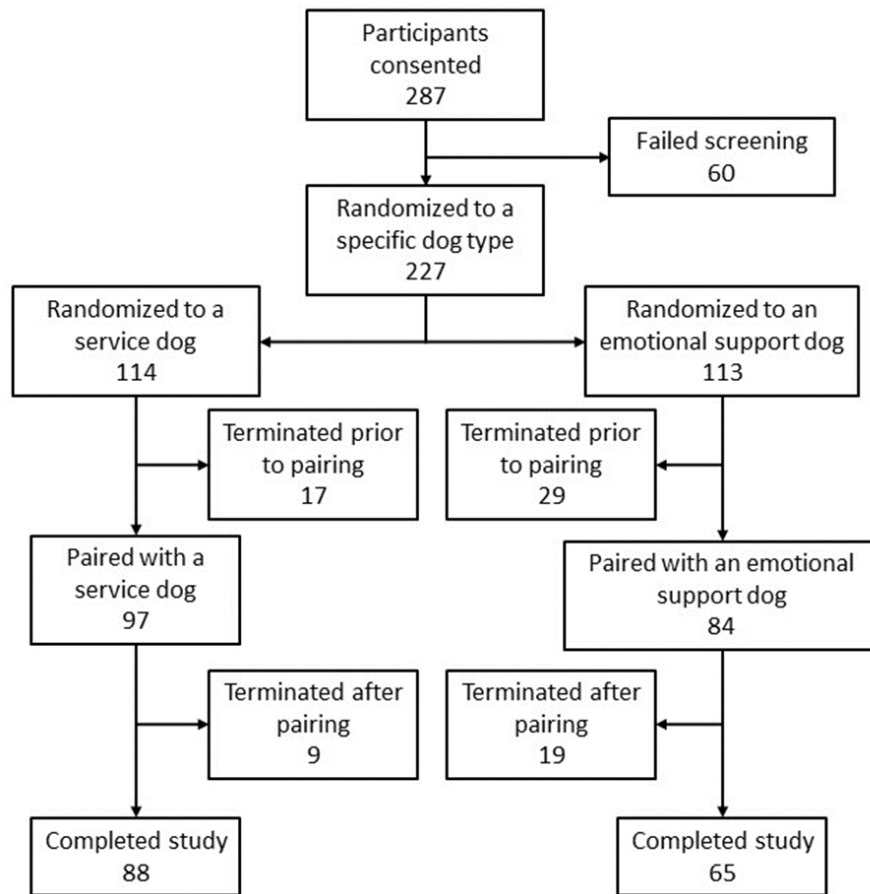 Participants
consented
287
Failed screening
60
Randomized to a
specific dog type
227
Randomized to a
service dog
114
Randomized to an
emotional support dog
113
Terminated prior
to pairing
17
Terminated prior
to pairing
29
Paired with a
service dog
97
Paired with an emotional
support dog
84
Terminated after
pairing
9
Terminated after
pairing
19
Completed study
88
Completed study
65